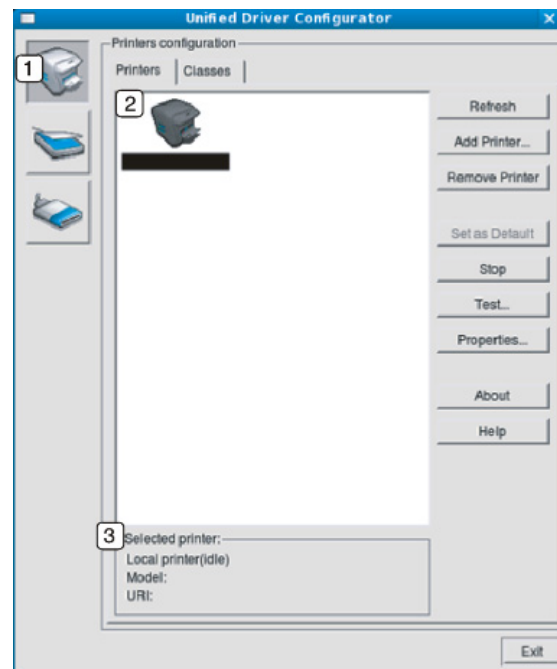 Unified Driver Configurator
1
Printers configuration
Printers
Classes
2
Refresh
Add Printer...
Remove Printer
Set as Default
Stop
Test...
Properties...
About
Help
3
Selected printer:
Local printer(idle)
Model:
URI:
Exit